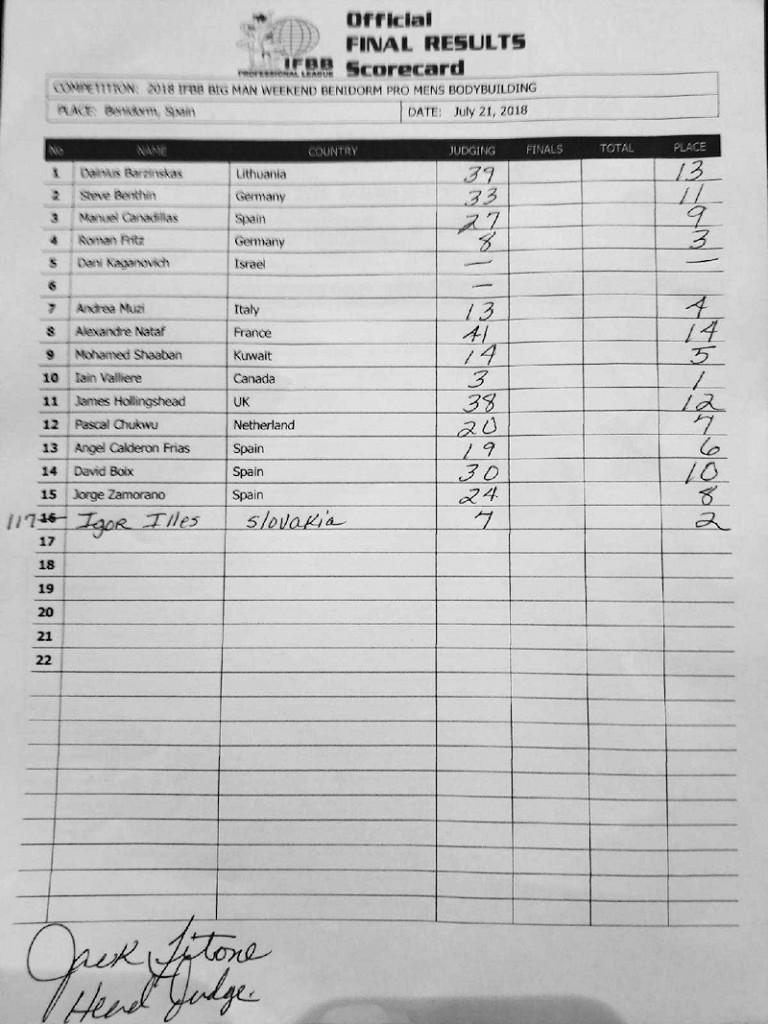 Official
FINAL RESULTS
Scorecard
IFBB
PROFESSIONAL LEAGUE
COMPETITION: 2018 IFBB BIG MAN WEEKEND BENIDORM PRO MENS BODYBUILDING
PLACE: Benidorm, Spain DATE: July 21, 2018
No NAME COUNTRY JUDGING FINALS TOTAL PLACE
1 Dainius Barzinskas Lithuania 39 13
2 Steve Benthin Germany 33 11
3 Manuel Canadillas Spain 27 9
4 Roman Fritz Germany 8 3
5 Dani Kaganovich Israel — —
6 —
7 Andrea Muzi Italy 13 4
8 Alexandre Nataf France 41 14
9 Mohamed Shaaban Kuwait 14 5
10 Iain Valliere Canada 3 1
11 James Hollingshead UK 38 12
12 Pascal Chukwu Netherland 20 7
13 Angel Calderon Frias Spain 19 6
14 David Boix Spain 30 10
15 Jorge Zamorano Spain 24 8
117 16 Igor Illes Slovakia 7 2
17
18
19
20
21
22
Jack Titone
Head Judge.